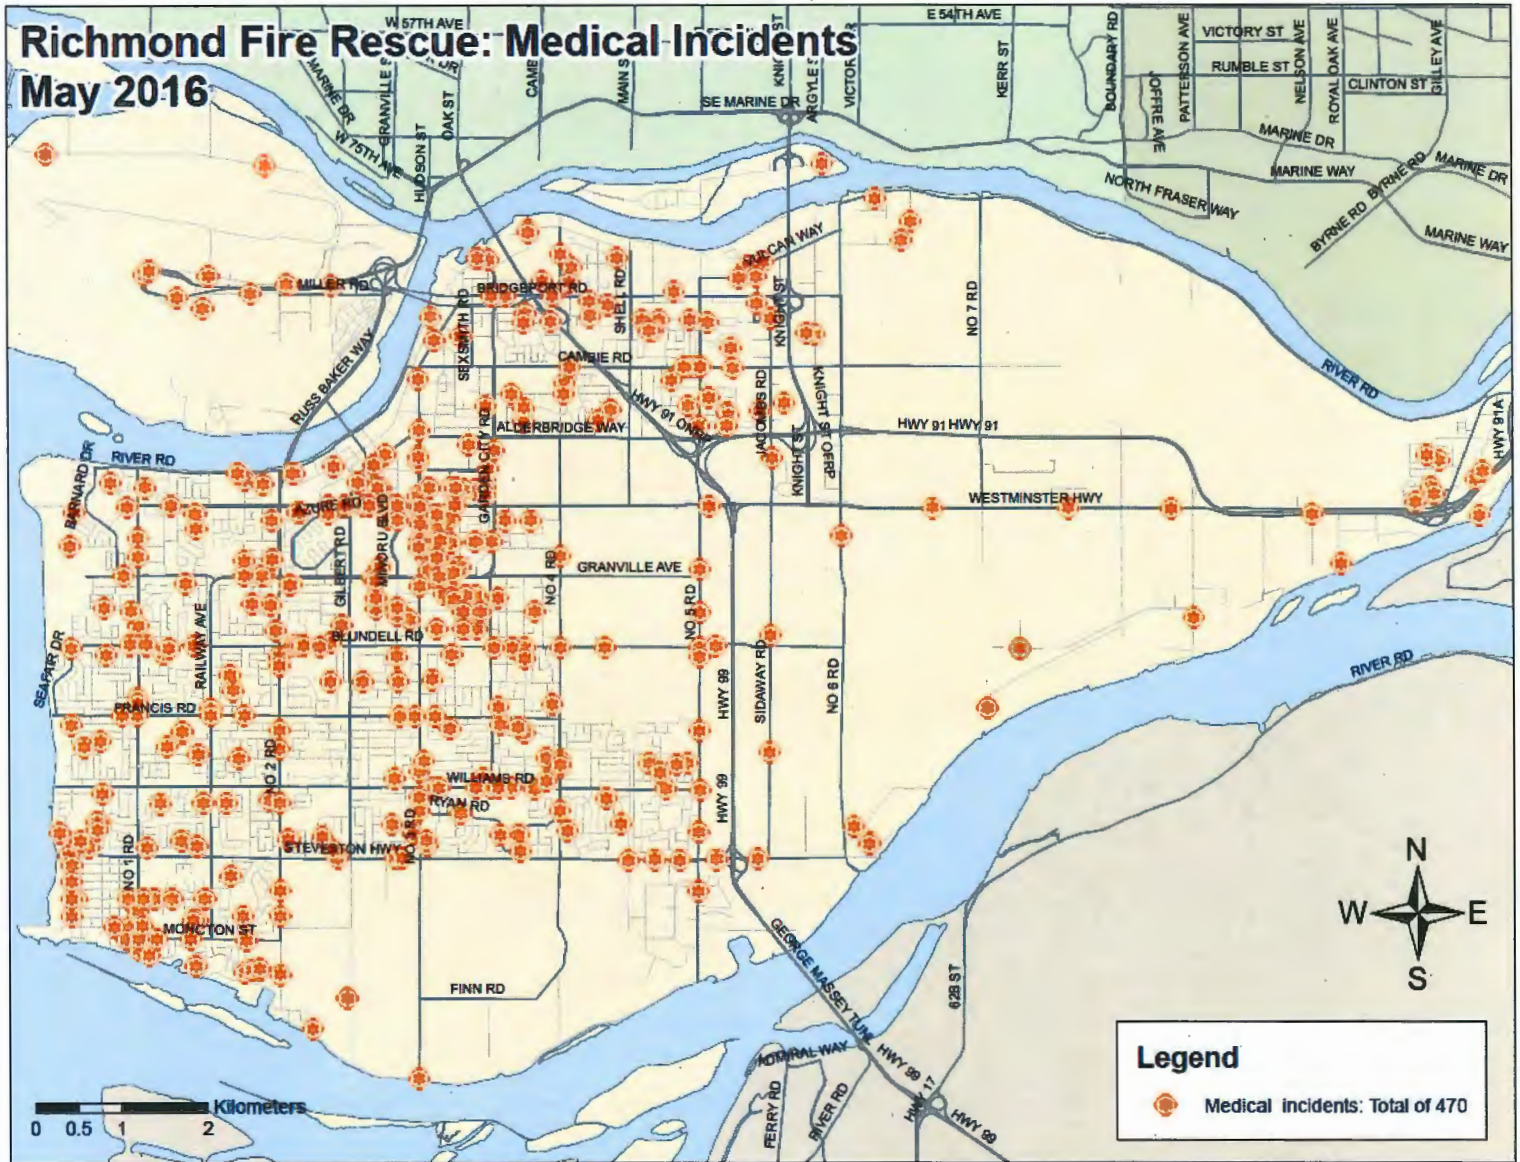 Richmond Fire Rescue: Medical Incidents
May 2016
W 57TH AVE
E 54TH AVE
MARINE DR
W 75TH AVE
HUDSON ST
OAK ST
SE MARINE DR
KERR ST
BOUNDARY RD
JOFFRE AVE
PATTERSON AVE
VICTORY ST
RUMBLE ST
NELSON AVE
ROYAL OAK AVE
CLINTON ST
GILLEY AVE
MARINE DR
MARINE WAY
NORTH FRASER WAY
BYRNE RD
BYRNE RD
MARINE DR
MARINE WAY
MILLER RD
RUSS BAKER WAY
SEXSMITH RD
BRIDGEPORT RD
SHELL RD
VULCAN WAY
KNIGHT ST
NO 7 RD
RIVER RD
CAMBIE RD
HWY 91 ONRP
JACOMBS RD
KNIGHT ST OFRP
KNIGHT ST
HWY 91
HWY 91
HWY 91A
ALDERBRIDGE WAY
GARDEN CITY RD
RIVER RD
BARNARD DR
AZURE RD
GILBERT RD
MINORU BLVD
WESTMINSTER HWY
NO 4 RD
GRANVILLE AVE
NO 5 RD
SEAFAIR DR
RAILWAY AVE
BLUNDELL RD
HWY 99
SIDAWAY RD
NO 6 RD
RIVER RD
FRANCIS RD
NO 2 RD
WILLIAMS RD
RYAN RD
HWY 99
NO 1 RD
STEVESTON HWY
NO 3 RD
MONCTON ST
FINN RD
GEORGE MASSEY TUNL
62B ST
ADMIRAL WAY
HWY 99
FERRY RD
RIVER RD
HWY 17
HWY 99
N
W
E
S
Kilometers
0 0.5 1 2
Legend
Medical incidents: Total of 470